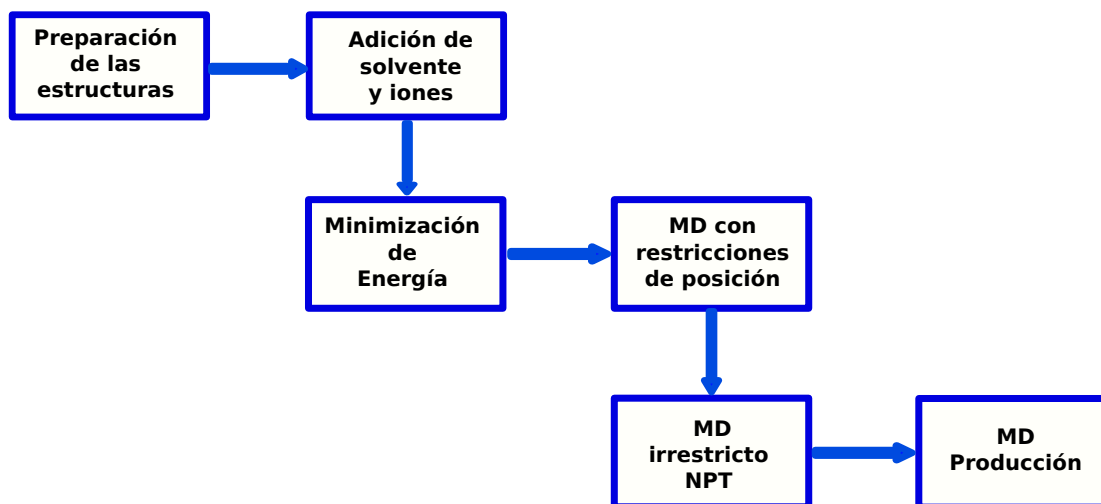 Preparación
de las
estructuras
Adición de
solvente
y iones
Minimización
de
Energía
MD con
restricciones
de posición
MD
irrestricto
NPT
MD
Producción